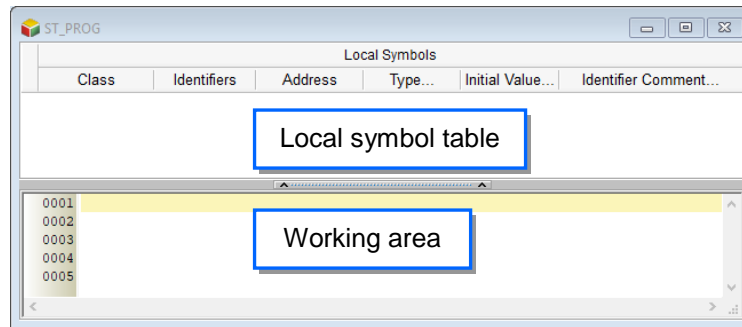 ST_PROG
Local Symbols
Class Identifiers Address Type... Initial Value... Identifier Comment...
Local symbol table
0001
0002
0003
0004
0005
Working area